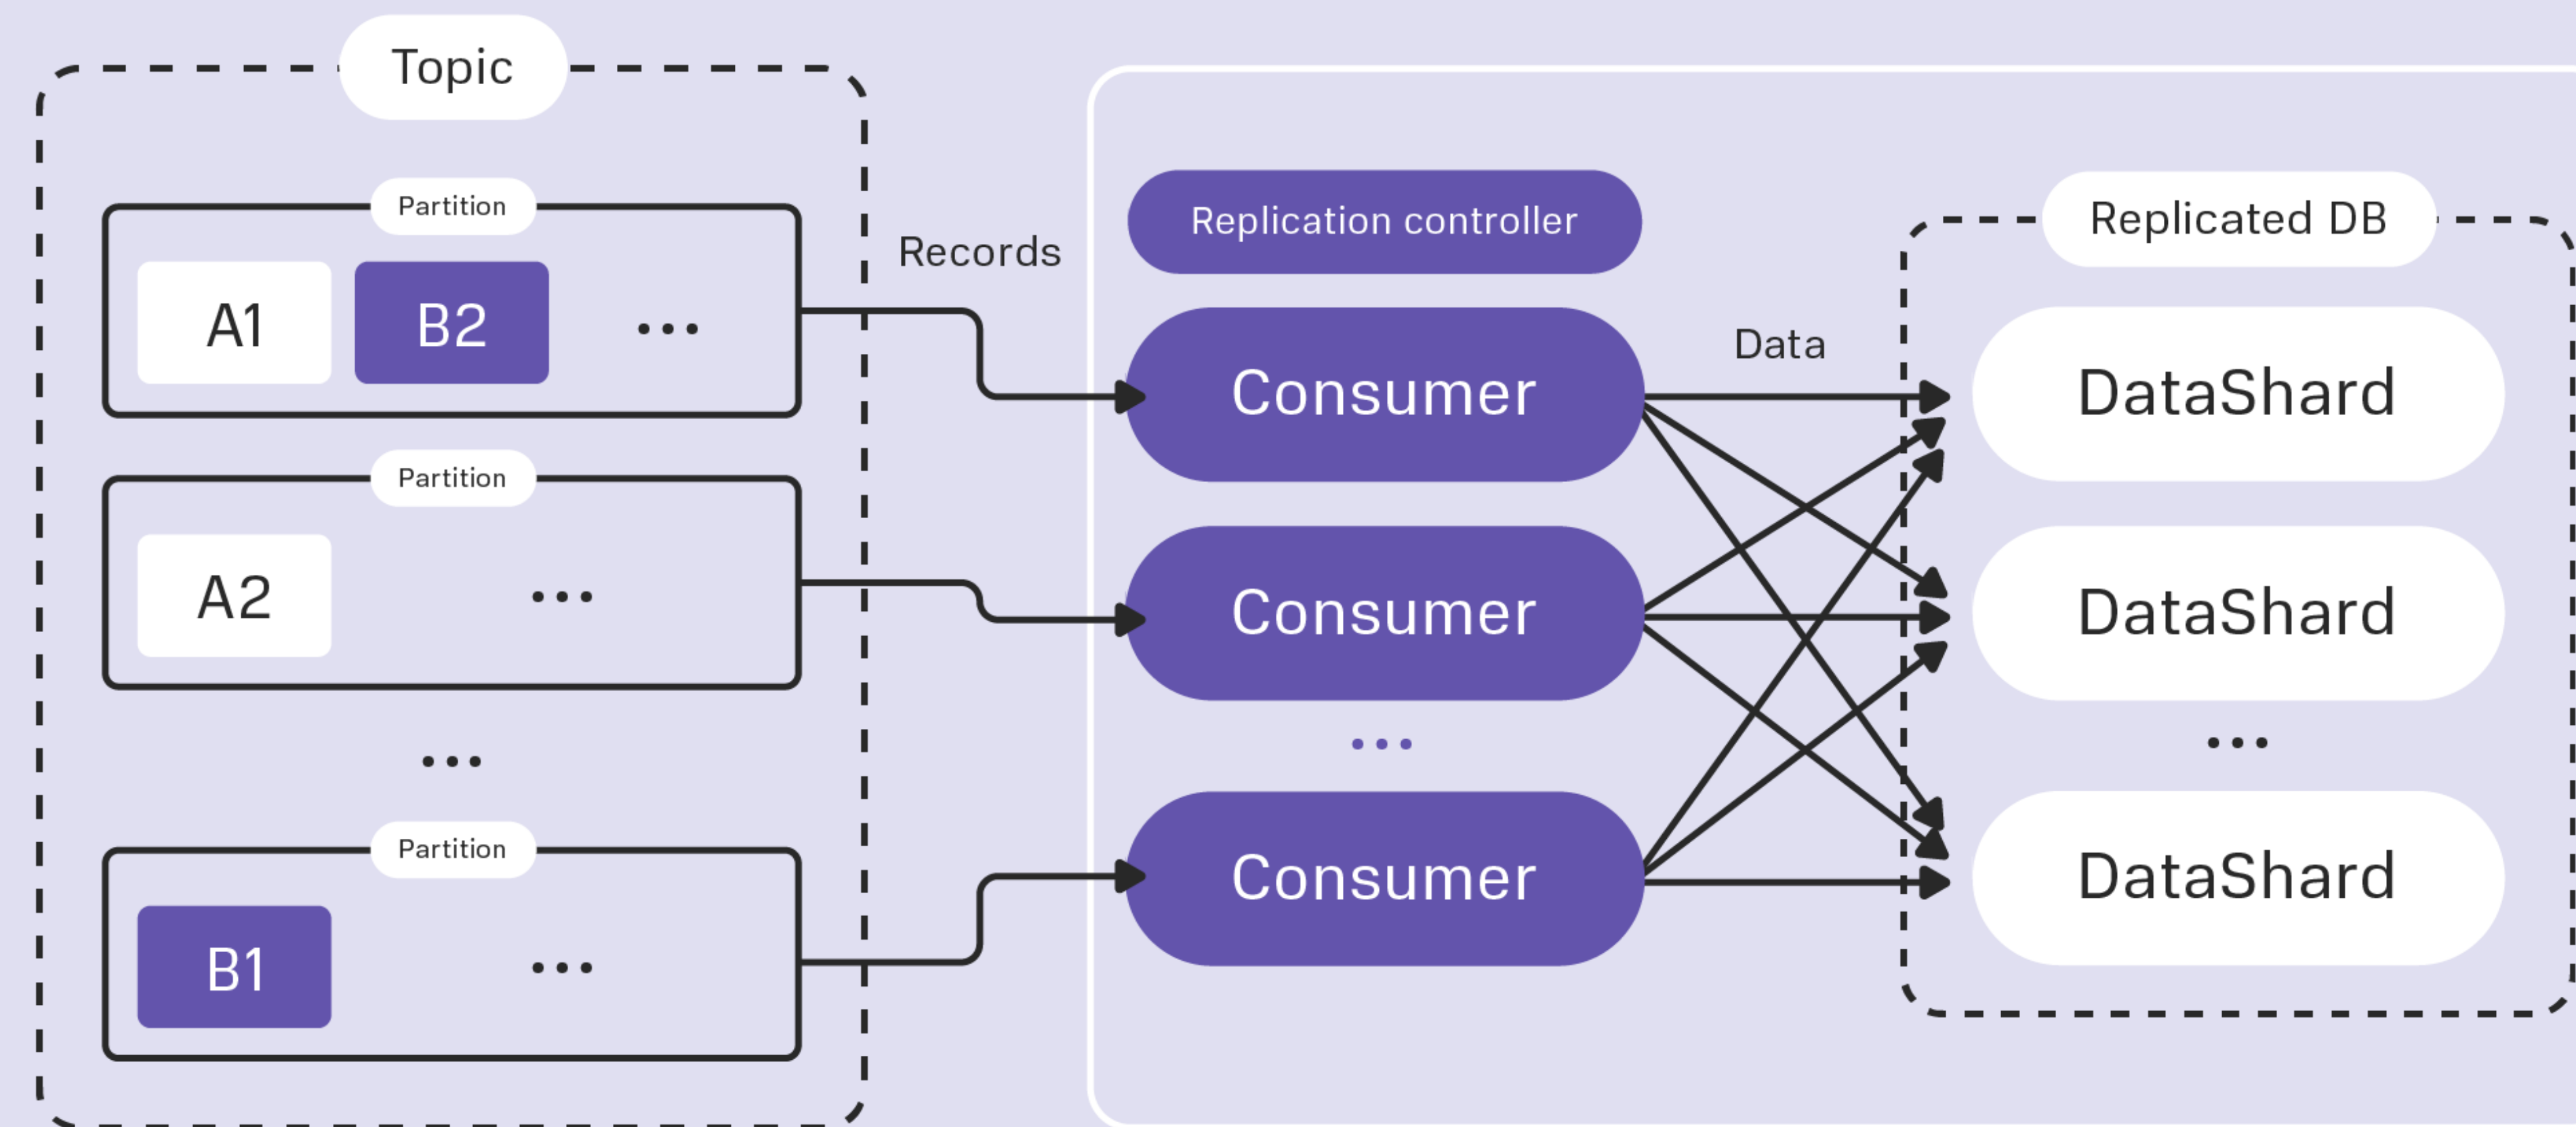 Topic
Partition
A1
B2
...
Partition
A2
...
...
Partition
B1
...
Records
Replication controller
Consumer
Consumer
...
Consumer
Data
Replicated DB
DataShard
DataShard
...
DataShard